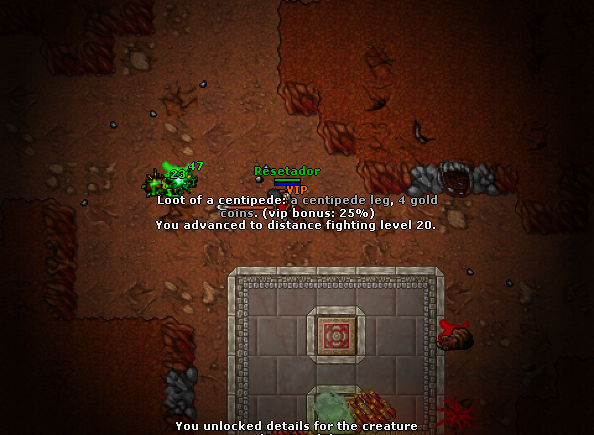 47
23
Resetador
VIP
Loot of a centipede: a centipede leg, 4 gold
coins. (vip bonus: 25%)
You advanced to distance fighting level 20.
You unlocked details for the creature